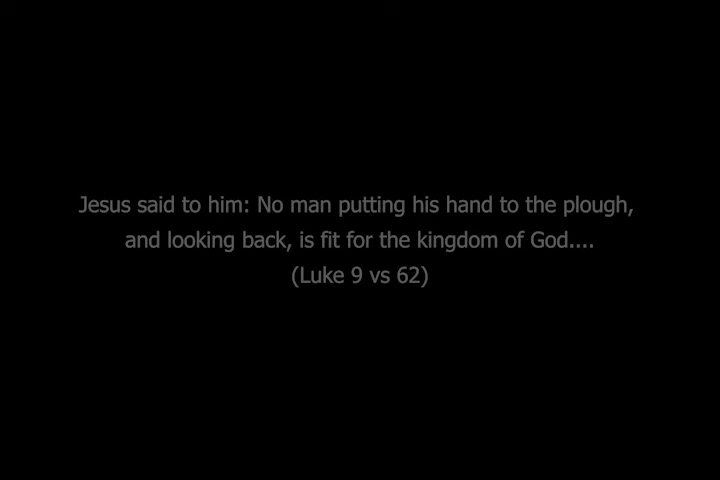 Jesus said to him: No man putting his hand to the plough,
and looking back, is fit for the kingdom of God....
(Luke 9 vs 62)